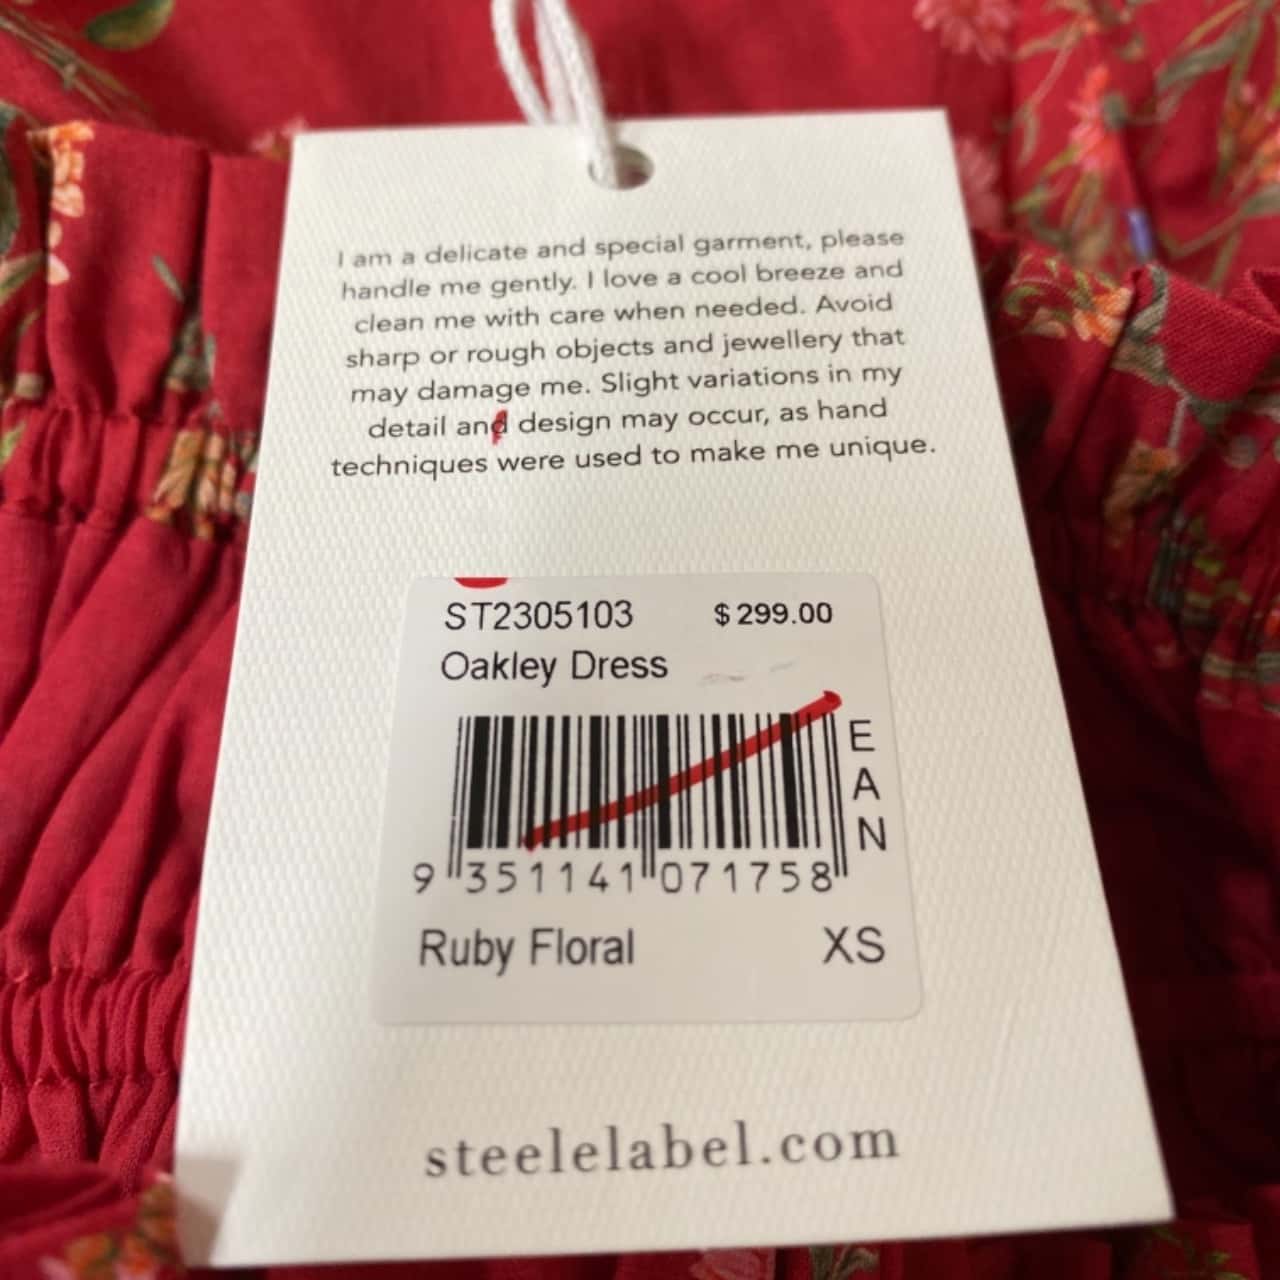 I am a delicate and special garment, please
handle me gently. I love a cool breeze and
clean me with care when needed. Avoid
sharp or rough objects and jewellery that
may damage me. Slight variations in my
detail and design may occur, as hand
techniques were used to make me unique.
ST2305103 $299.00
Oakley Dress
EAN
9 351141 071758
Ruby Floral XS
steelelabel.com